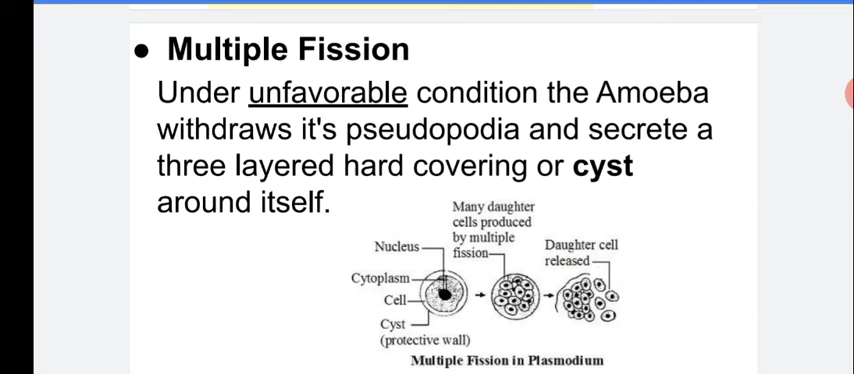 ● Multiple Fission
Under unfavorable condition the Amoeba
withdraws it's pseudopodia and secrete a
three layered hard covering or cyst
around itself.
Many daughter
cells produced
by multiple
fission
Nucleus
Daughter cell
released
Cytoplasm
Cell
Cyst
(protective wall)
Multiple Fission in Plasmodium